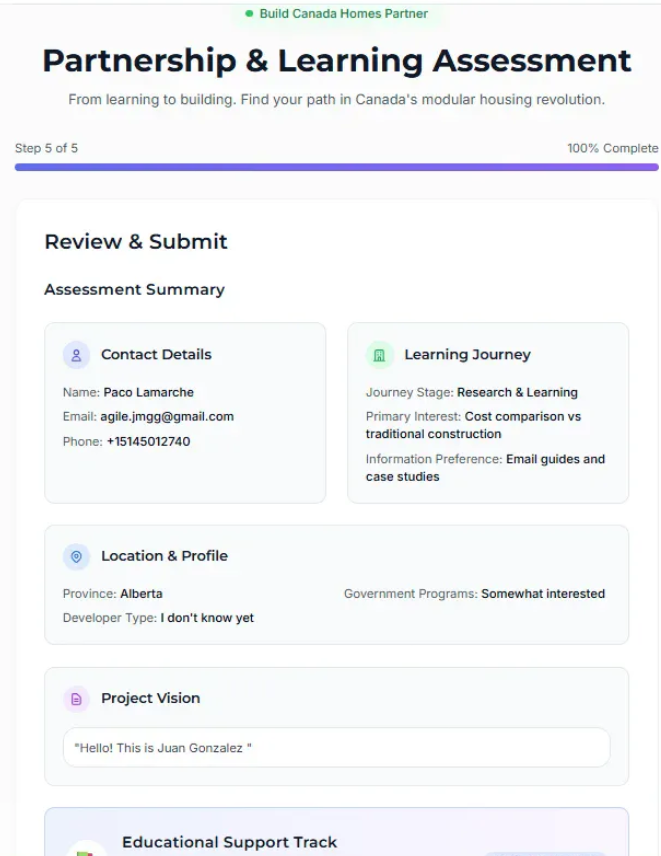 Build Canada Homes Partner
Partnership & Learning Assessment
From learning to building. Find your path in Canada's modular housing revolution.
Step 5 of 5
100% Complete
Review & Submit
Assessment Summary
Contact Details
Name: Paco Lamarche
Email: agile.jmgg@gmail.com
Phone: +15145012740
Learning Journey
Journey Stage: Research & Learning
Primary Interest: Cost comparison vs
traditional construction
Information Preference: Email guides and
case studies
Location & Profile
Province: Alberta
Government Programs: Somewhat interested
Developer Type: I don't know yet
Project Vision
"Hello! This is Juan Gonzalez "
Educational Support Track